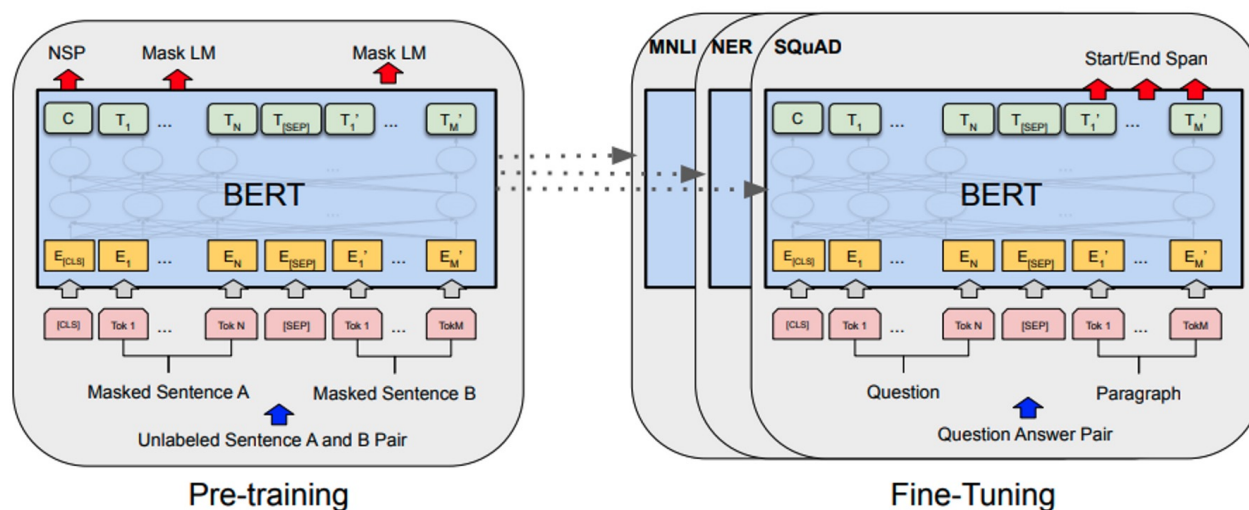 NSP Mask LM Mask LM
C T1 ... TN T[SEP] T1' ... TM'
...
BERT
...
E[CLS] E1 ... EN E[SEP] E1' ... EM'
[CLS] Tok 1 ... Tok N [SEP] Tok 1 ... TokM
Masked Sentence A Masked Sentence B
Unlabeled Sentence A and B Pair
Pre-training
MNLI NER SQuAD
Start/End Span
C T1 ... TN T[SEP] T1' ... TM'
...
BERT
...
E[CLS] E1 ... EN E[SEP] E1' ... EM'
[CLS] Tok 1 ... Tok N [SEP] Tok 1 ... TokM
Question Paragraph
Question Answer Pair
Fine-Tuning